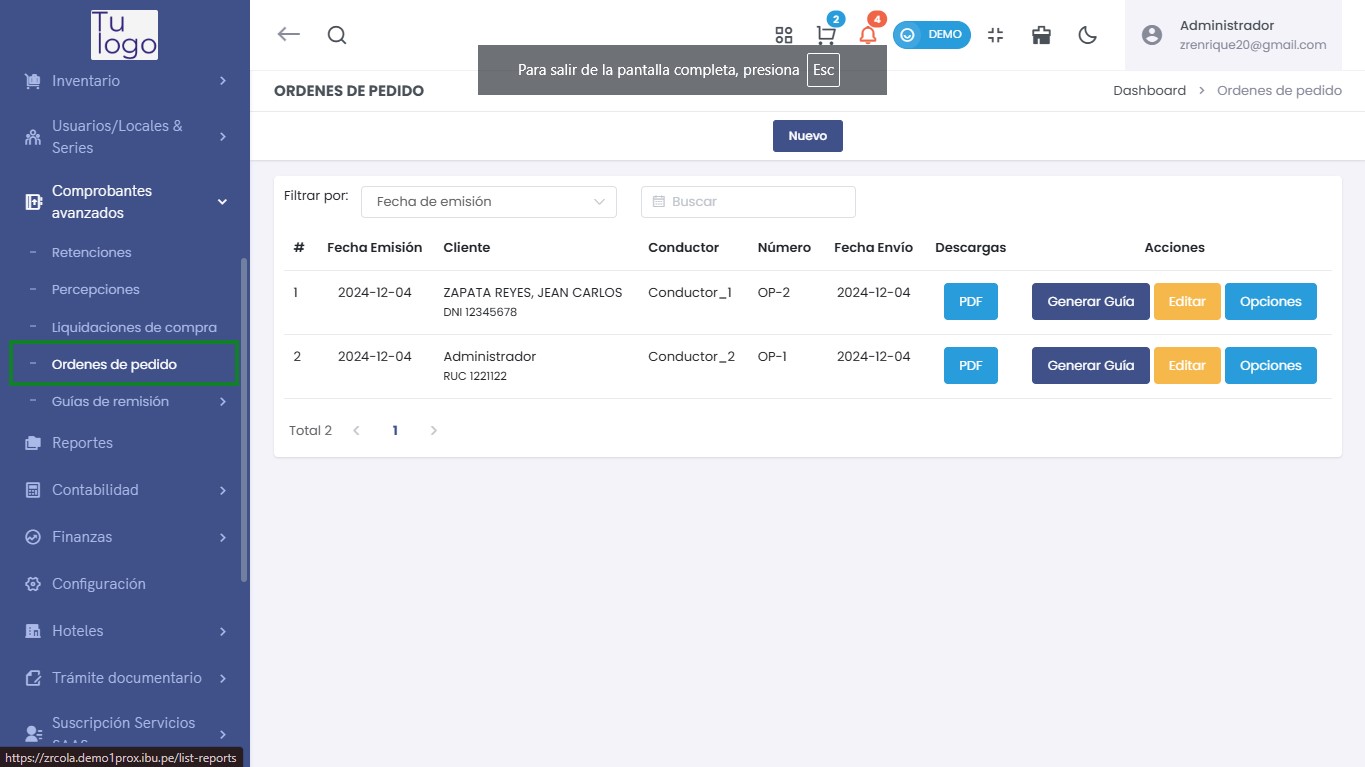 Tu
logo
2
4
DEMO
Administrador
zrenrique20@gmail.com
Para salir de la pantalla completa, presiona Esc
Inventario
Usuarios/Locales &
Series
Comprobantes
avanzados
- Retenciones
- Percepciones
- Liquidaciones de compra
- Ordenes de pedido
- Guías de remisión
Reportes
Contabilidad
Finanzas
Configuración
Hoteles
Trámite documentario
Suscripción Servicios
https://zrcola.demo1prox.ibu.pe/list-reports
ORDENES DE PEDIDO
Dashboard > Ordenes de pedido
Nuevo
Filtrar por: Fecha de emisión Buscar
# Fecha Emisión Cliente Conductor Número Fecha Envío Descargas Acciones
1 2024-12-04 ZAPATA REYES, JEAN CARLOS Conductor_1 OP-2 2024-12-04 PDF Generar Guía Editar Opciones
DNI 12345678
2 2024-12-04 Administrador Conductor_2 OP-1 2024-12-04 PDF Generar Guía Editar Opciones
RUC 1221122
Total 2 < 1 >